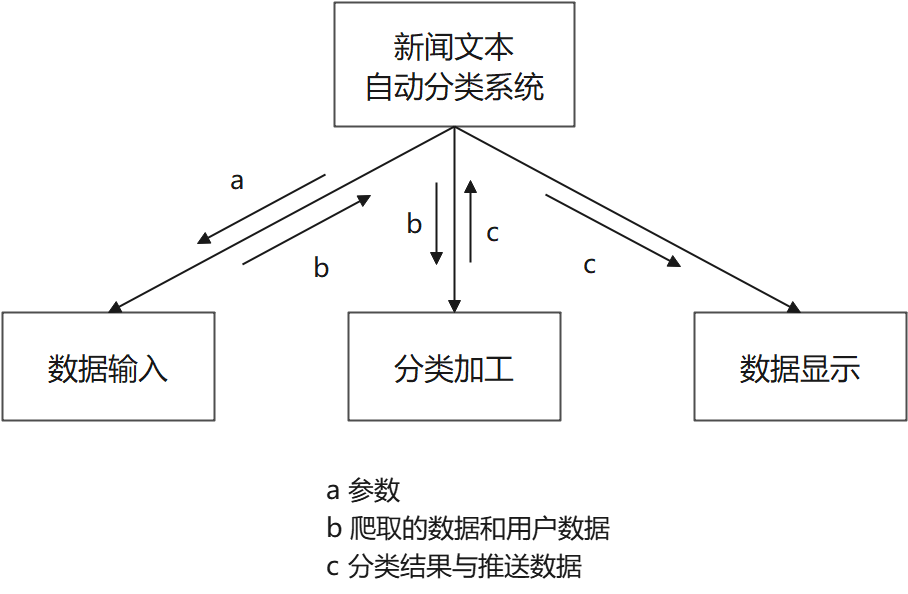 新闻文本
自动分类系统
a
b
b
c
c
数据输入
分类加工
数据显示
a 参数
b 爬取的数据和用户数据
c 分类结果与推送数据